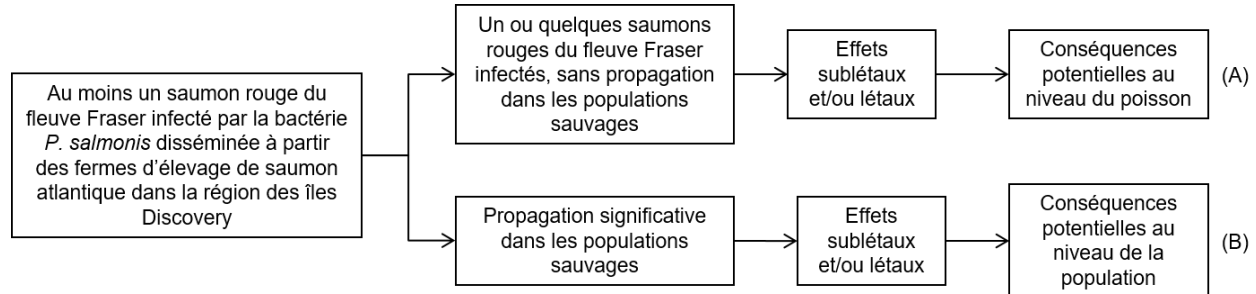 Au moins un saumon rouge du
fleuve Fraser infecté par la bactérie
P. salmonis disséminée à partir
des fermes d’élevage de saumon
atlantique dans la région des îles
Discovery
Un ou quelques saumons
rouges du fleuve Fraser
infectés, sans propagation
dans les populations
sauvages
Effets
sublétaux
et/ou létaux
Conséquences
potentielles au
niveau du poisson
(A)
Propagation significative
dans les populations
sauvages
Effets
sublétaux
et/ou létaux
Conséquences
potentielles au
niveau de la
population
(B)